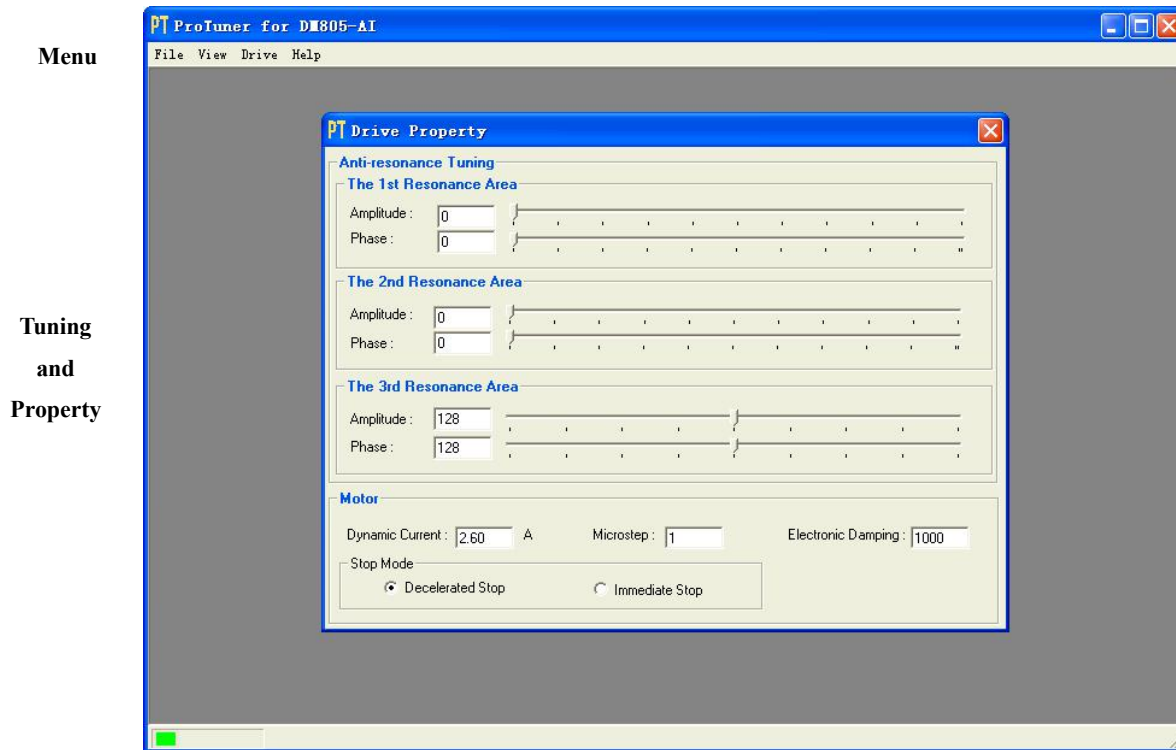 PT ProTuner for DM805-AI
Menu
File View Drive Help
PT Drive Property
Anti-resonance Tuning
The 1st Resonance Area
Amplitude : 0
Phase : 0
The 2nd Resonance Area
Amplitude : 0
Phase : 0
Tuning
and
Property
The 3rd Resonance Area
Amplitude : 128
Phase : 128
Motor
Dynamic Current : 2.60 A Microstep : 1 Electronic Damping : 1000
Stop Mode
Decelerated Stop Immediate Stop